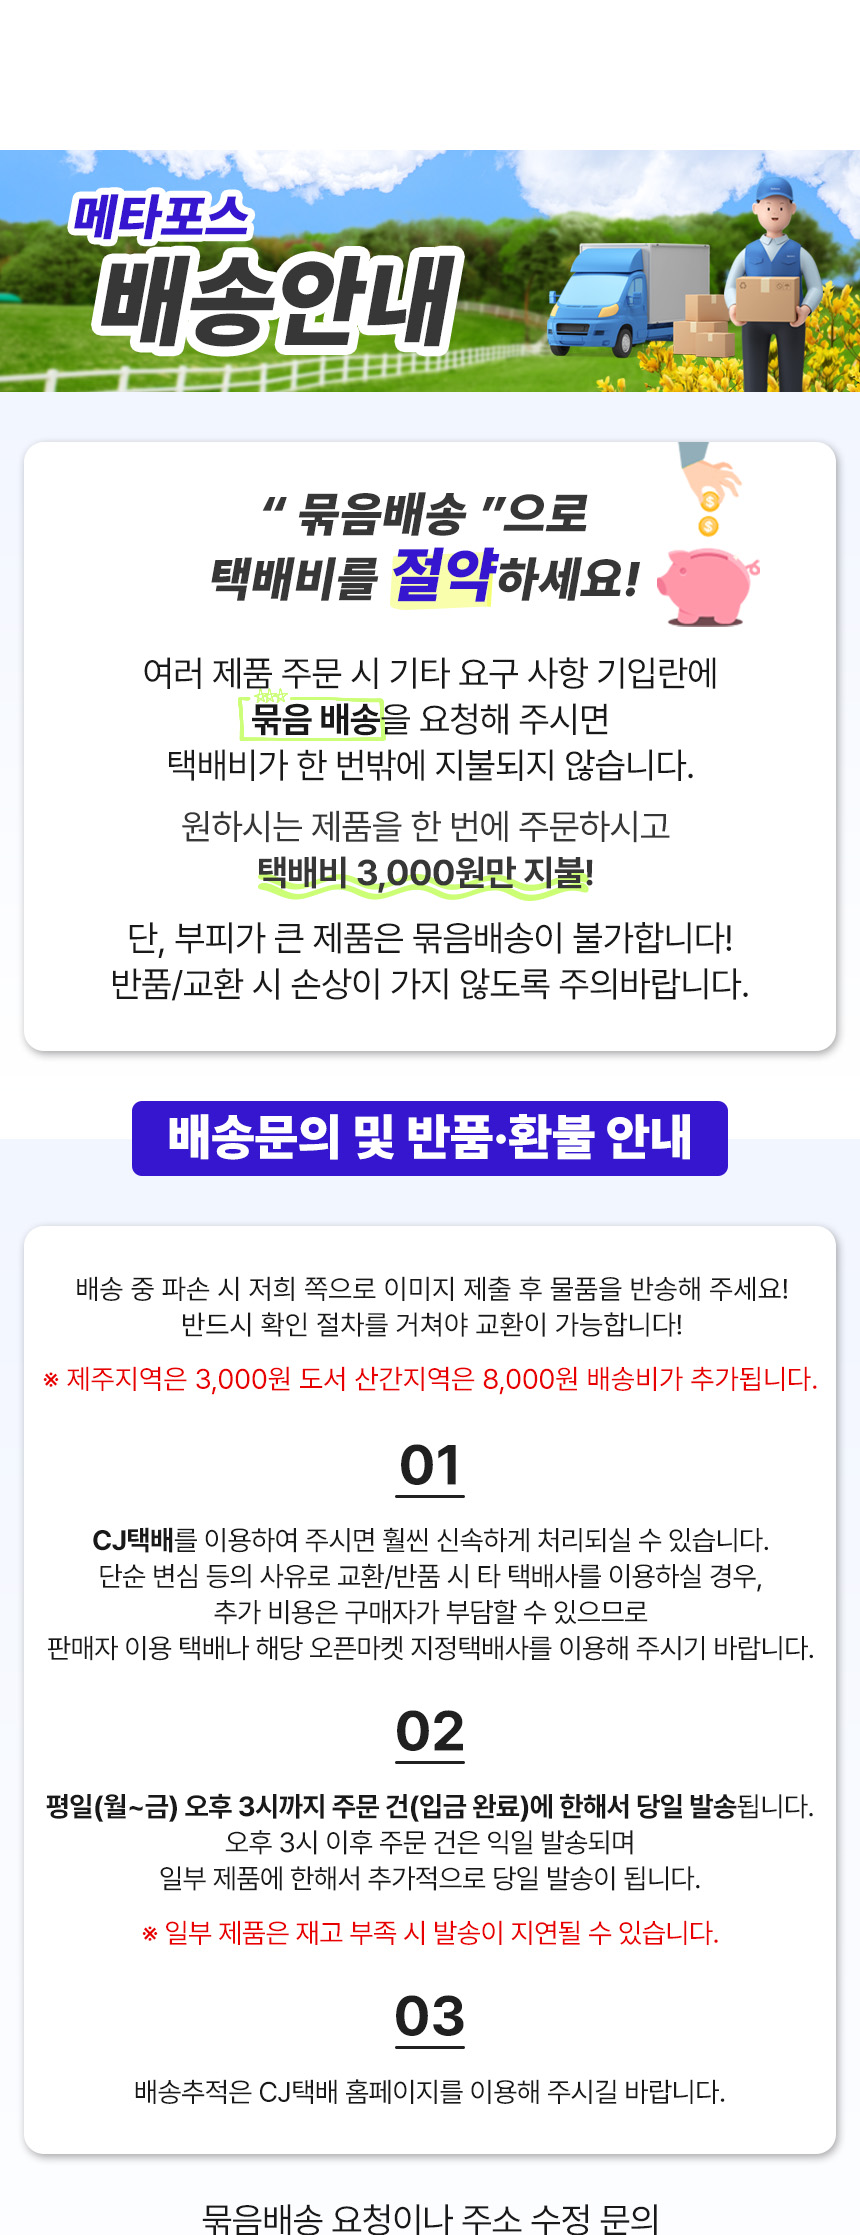 메타포스
배송안내
“ 묶음배송 ”으로
택배비를 절약하세요!
여러 제품 주문 시 기타 요구 사항 기입란에
묶음 배송을 요청해 주시면
택배비가 한 번밖에 지불되지 않습니다.
원하시는 제품을 한 번에 주문하시고
택배비 3,000원만 지불!
단, 부피가 큰 제품은 묶음배송이 불가합니다!
반품/교환 시 손상이 가지 않도록 주의바랍니다.
배송문의 및 반품·환불 안내
배송 중 파손 시 저희 쪽으로 이미지 제출 후 물품을 반송해 주세요!
반드시 확인 절차를 거쳐야 교환이 가능합니다!
※ 제주지역은 3,000원 도서 산간지역은 8,000원 배송비가 추가됩니다.
01
CJ택배를 이용하여 주시면 훨씬 신속하게 처리되실 수 있습니다.
단순 변심 등의 사유로 교환/반품 시 타 택배사를 이용하실 경우,
추가 비용은 구매자가 부담할 수 있으므로
판매자 이용 택배나 해당 오픈마켓 지정택배사를 이용해 주시기 바랍니다.
02
평일(월~금) 오후 3시까지 주문 건(입금 완료)에 한해서 당일 발송됩니다.
오후 3시 이후 주문 건은 익일 발송되며
일부 제품에 한해서 추가적으로 당일 발송이 됩니다.
※ 일부 제품은 재고 부족 시 발송이 지연될 수 있습니다.
03
배송추적은 CJ택배 홈페이지를 이용해 주시길 바랍니다.
묶음배송 요청이나 주소 수정 문의